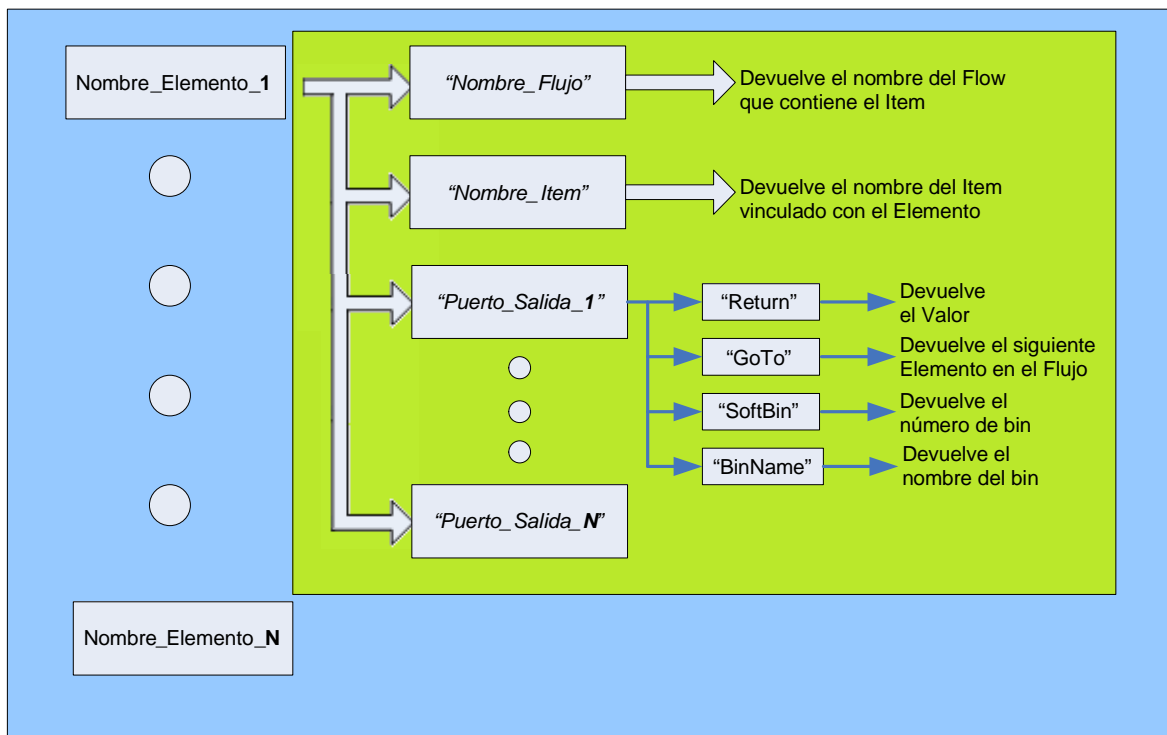 Nombre_Elemento_1
“Nombre_Flujo”
Devuelve el nombre del Flow
que contiene el Item
“Nombre_Item”
Devuelve el nombre del Item
vinculado con el Elemento
“Puerto_Salida_1”
“Return”
Devuelve
el Valor
“GoTo”
Devuelve el siguiente
Elemento en el Flujo
“SoftBin”
Devuelve el
número de bin
“BinName”
Devuelve el
nombre del bin
“Puerto_Salida_N”
Nombre_Elemento_N